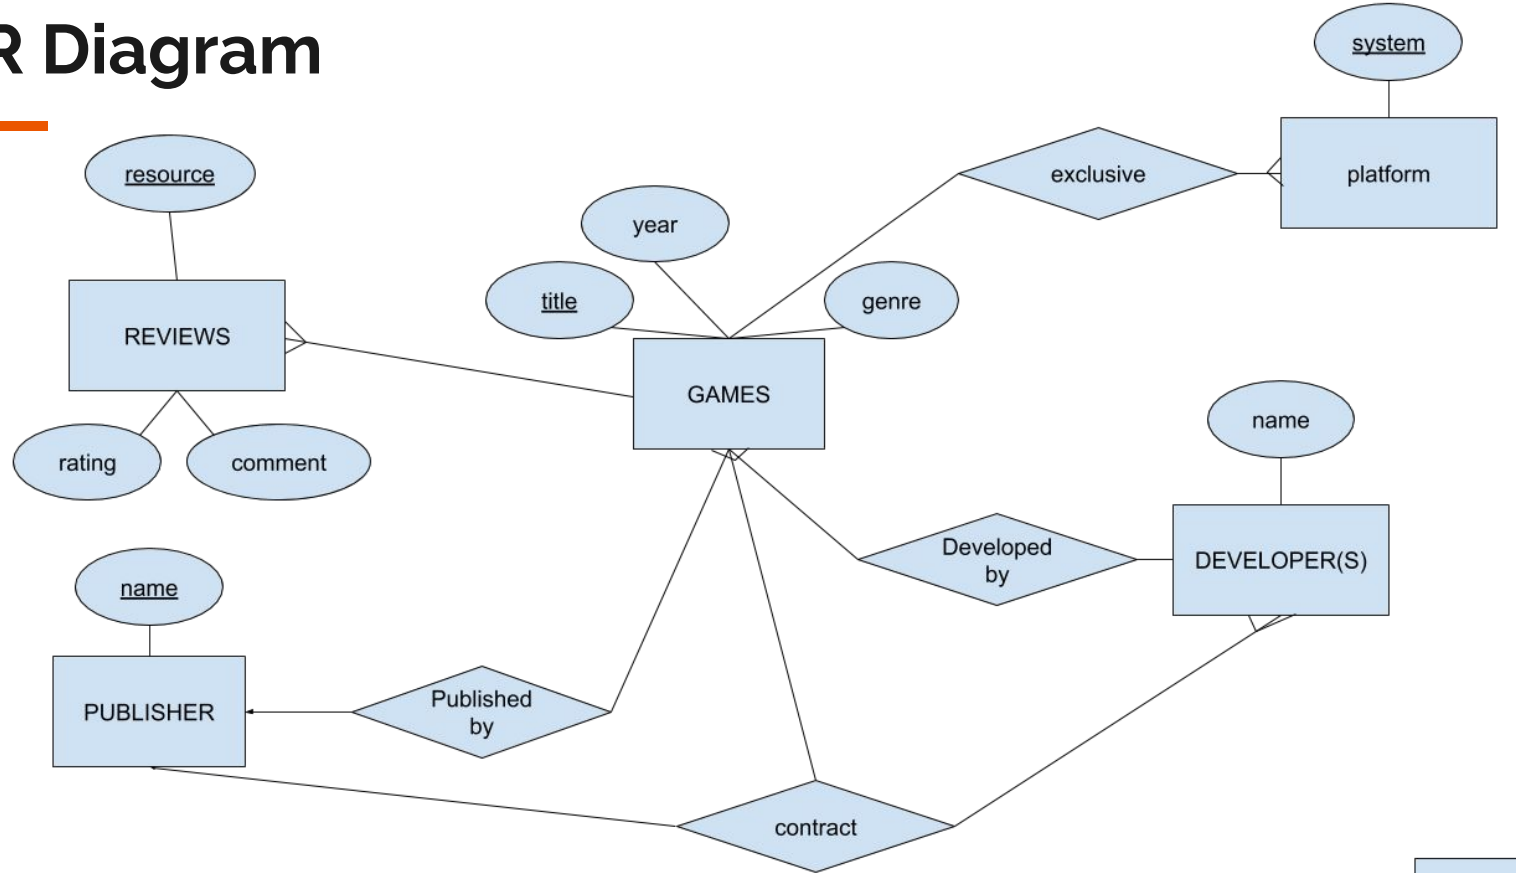 R Diagram
system
resource
exclusive
platform
year
title
genre
REVIEWS
GAMES
name
rating
comment
Developed
by
DEVELOPER(S)
name
Published
by
PUBLISHER
contract